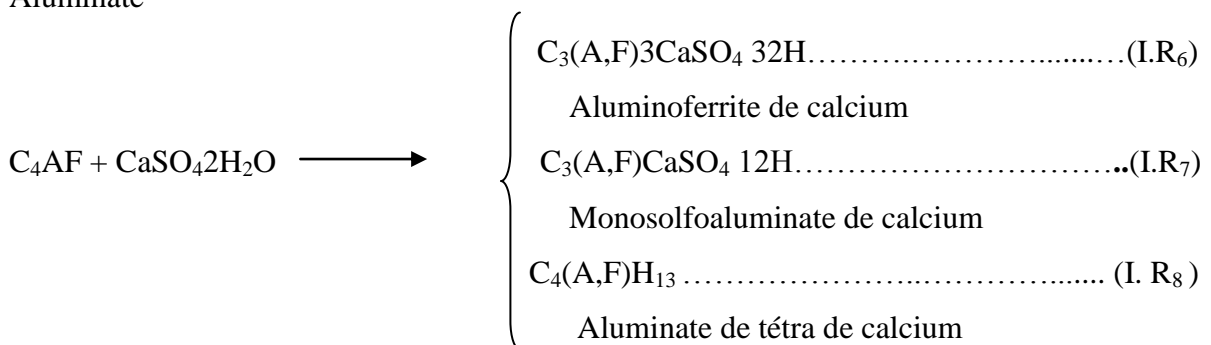 Aluminate
C₃(A,F)3CaSO₄ 32H……….…………………......…(I.R₆)
Aluminoferrite de calcium
C₄AF + CaSO₄2H₂O ⟶ C₃(A,F)CaSO₄ 12H…………………………..(I.R₇)
Monosolfoaluminate de calcium
C₄(A,F)H₁₃ …………………..……………....... (I. R₈ )
Aluminate de tétra de calcium